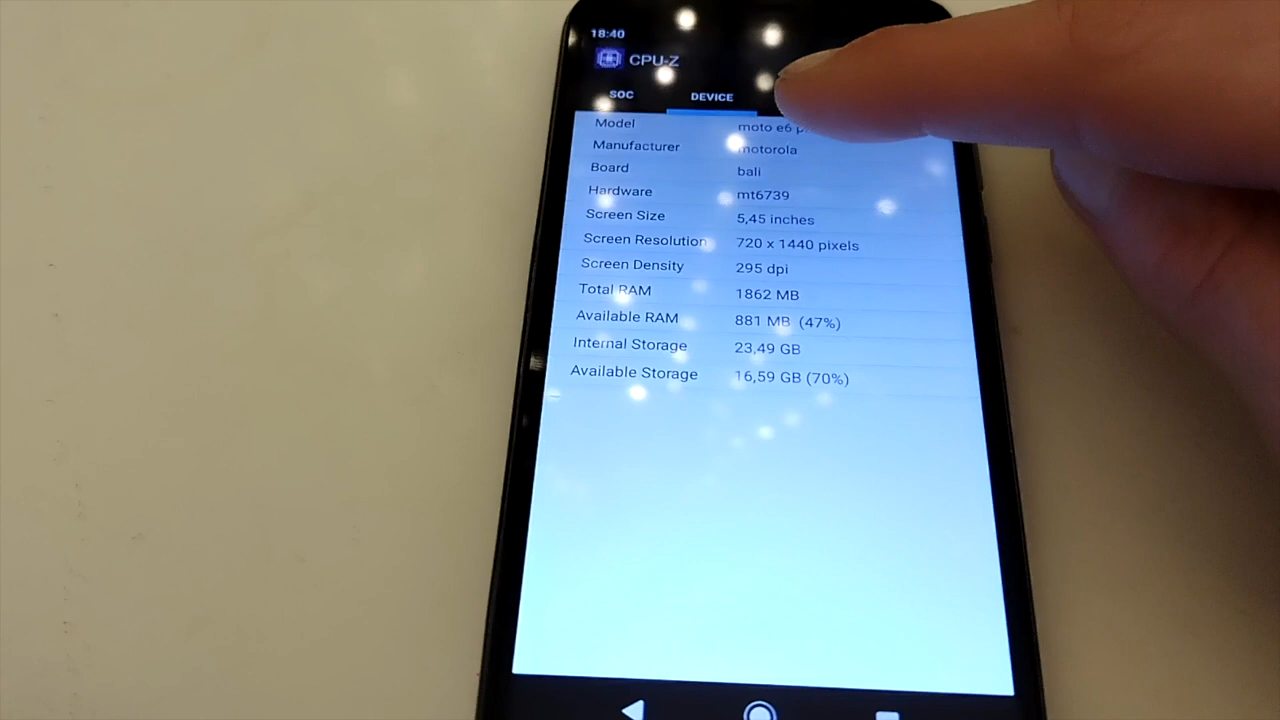 18:40
CPU-Z
SOC DEVICE
Model moto e6 p
Manufacturer motorola
Board bali
Hardware mt6739
Screen Size 5,45 inches
Screen Resolution 720 x 1440 pixels
Screen Density 295 dpi
Total RAM 1862 MB
Available RAM 881 MB (47%)
Internal Storage 23,49 GB
Available Storage 16,59 GB (70%)